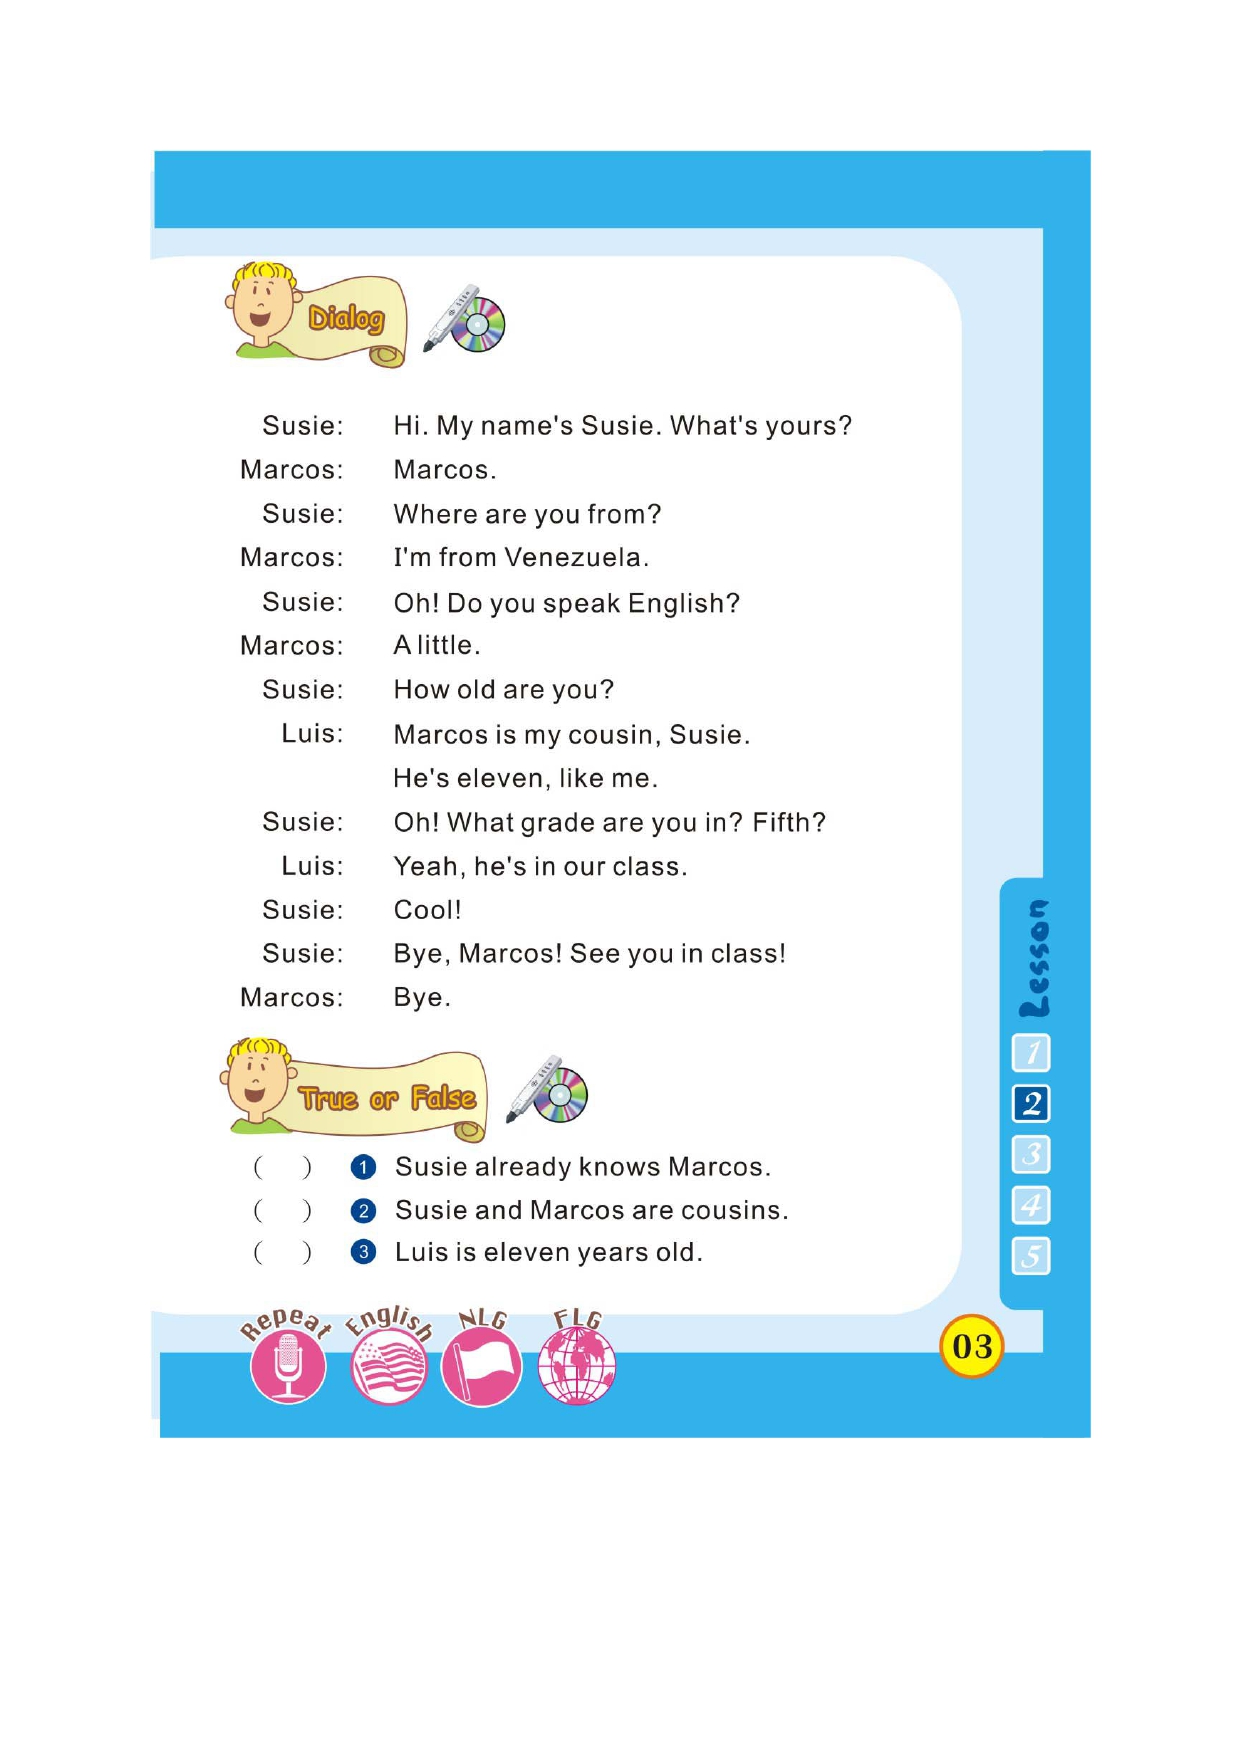 Dialog
Susie: Hi. My name's Susie. What's yours?
Marcos: Marcos.
Susie: Where are you from?
Marcos: I'm from Venezuela.
Susie: Oh! Do you speak English?
Marcos: A little.
Susie: How old are you?
Luis: Marcos is my cousin, Susie.
He's eleven, like me.
Susie: Oh! What grade are you in? Fifth?
Luis: Yeah, he's in our class.
Susie: Cool!
Susie: Bye, Marcos! See you in class!
Marcos: Bye.
True or False
( ) 1 Susie already knows Marcos.
( ) 2 Susie and Marcos are cousins.
( ) 3 Luis is eleven years old.
Lesson
1
2
3
4
5
Repeat English NLG FLG
03